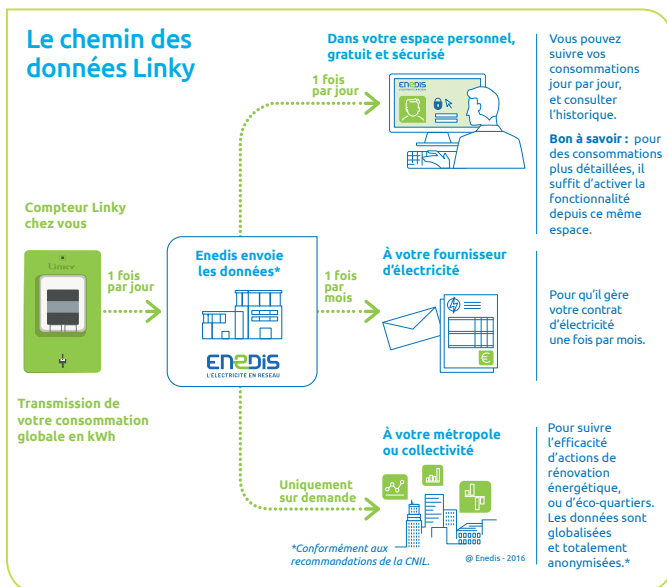 Le chemin des
données Linky
Dans votre espace personnel,
gratuit et sécurisé
1 fois
par jour
ENEDIS
Vous pouvez
suivre vos
consommations
jour par jour,
et consulter
l'historique.
Bon à savoir : pour
des consommations
plus détaillées, il
suffit d'activer la
fonctionnalité
depuis ce même
espace.
Compteur Linky
chez vous
Linky
1 fois
par jour
Enedis envoie
les données*
ENEDIS
L'ELECTRICITE EN RESEAU
1 fois
par
mois
À votre fournisseur
d'électricité
€
Pour qu'il gère
votre contrat
d'électricité
une fois par mois.
Transmission de
votre consommation
globale en kWh
Uniquement
sur demande
À votre métropole
ou collectivité
Pour suivre
l'efficacité
d'actions de
rénovation
énergétique,
ou d'éco-quartiers.
Les données sont
globalisées
et totalement
anonymisées.*
*Conformément aux
recommandations de la CNIL.
@ Enedis - 2016